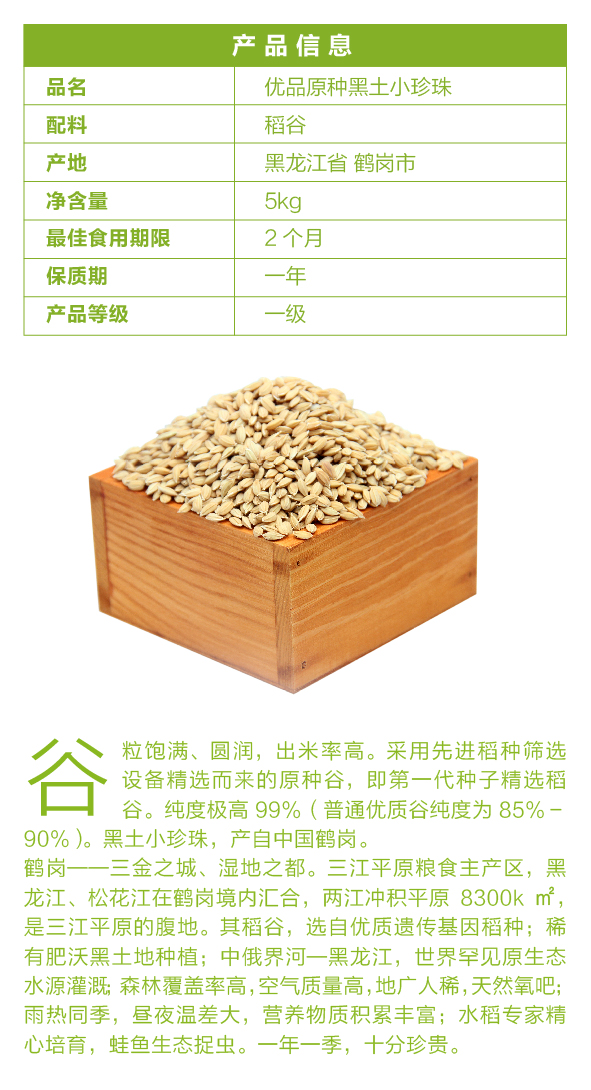 产品信息
品名 优品原种黑土小珍珠
配料 稻谷
产地 黑龙江省 鹤岗市
净含量 5kg
最佳食用期限 2 个月
保质期 一年
产品等级 一级
谷粒饱满、圆润，出米率高。采用先进稻种筛选
设备精选而来的原种谷，即第一代种子精选稻
谷。纯度极高 99%（普通优质谷纯度为 85%–
90%）。黑土小珍珠，产自中国鹤岗。
鹤岗——三金之城、湿地之都。三江平原粮食主产区，黑
龙江、松花江在鹤岗境内汇合，两江冲积平原 8300k ㎡，
是三江平原的腹地。其稻谷，选自优质遗传基因稻种；稀
有肥沃黑土地种植；中俄界河—黑龙江，世界罕见原生态
水源灌溉；森林覆盖率高，空气质量高，地广人稀，天然氧吧；
雨热同季，昼夜温差大，营养物质积累丰富；水稻专家精
心培育，蛙鱼生态捉虫。一年一季，十分珍贵。